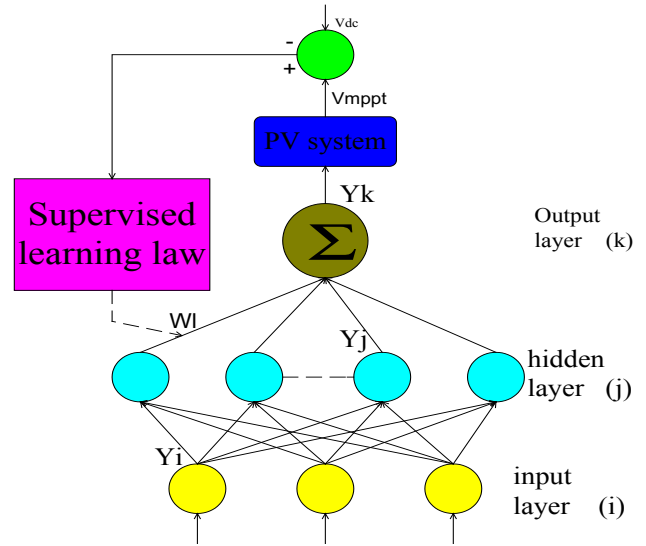 Vdc
-
+
Vmppt
PV system
Yk
Supervised
learning law
Σ
Output
layer (k)
Wl
Yj
hidden
layer (j)
Yi
input
layer (i)